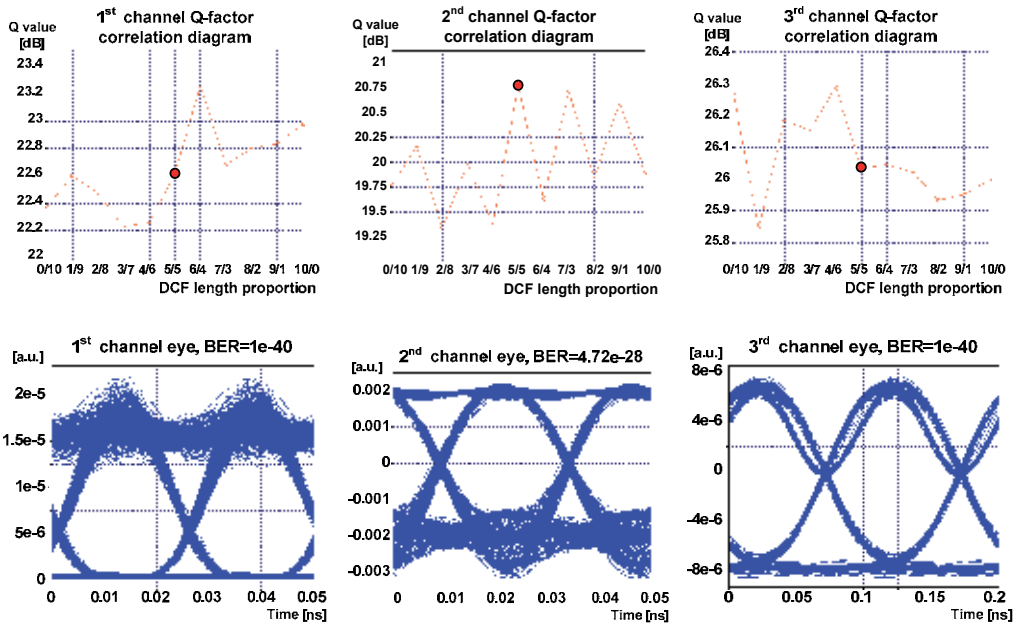 Q value
[dB]
1st channel Q-factor
correlation diagram
23.4
23.2
23
22.8
22.6
22.4
22.2
22
0/10 1/9 2/8 3/7 4/6 5/5 6/4 7/3 8/2 9/1 10/0
DCF length proportion
Q value
[dB]
2nd channel Q-factor
correlation diagram
21
20.75
20.25
20
19.75
19.5
19.25
0/10 1/9 2/8 3/7 4/6 5/5 6/4 7/3 8/2 9/1 10/0
DCF length proportion
Q value
[dB]
3rd channel Q-factor
correlation diagram
26.4
26.2
26.1
26
25.9
25.8
0/10 1/9 2/8 3/7 4/6 5/5 6/4 7/3 8/2 9/1 10/0
DCF length proportion
[a.u.]
1st channel eye, BER=1e-40
2e-5
1.5e-5
1e-5
5e-6
0
0 0.01 0.02 0.03 0.04 0.05
Time [ns]
[a.u.]
2nd channel eye, BER=4.72e-28
0.002
0.001
0
-0.001
-0.002
-0.003
0 0.01 0.02 0.03 0.04 0.05
Time [ns]
[a.u.]
3rd channel eye, BER=1e-40
8e-6
4e-6
0
-4e-6
-8e-6
0 0.05 0.1 0.15 0.2
Time [ns]